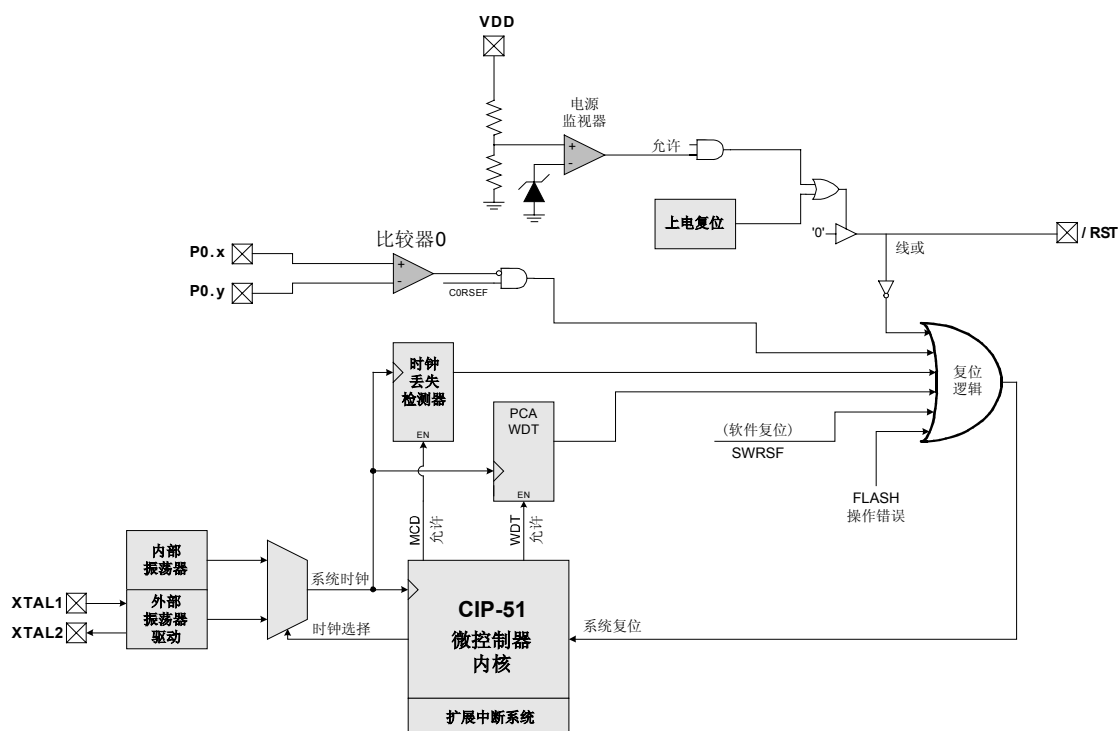 VDD
电源
监视器
+
-
允许
上电复位
'0'
/ RST
线或
P0.x
P0.y
比较器0
+
-
C0RSEF
时钟
丢失
检测器
EN
PCA
WDT
EN
复位
逻辑
(软件复位)
SWRSF
FLASH
操作错误
MCD
允许
WDT
允许
内部
振荡器
系统时钟
XTAL1
XTAL2
外部
振荡器
驱动
时钟选择
CIP-51
微控制器
内核
系统复位
扩展中断系统